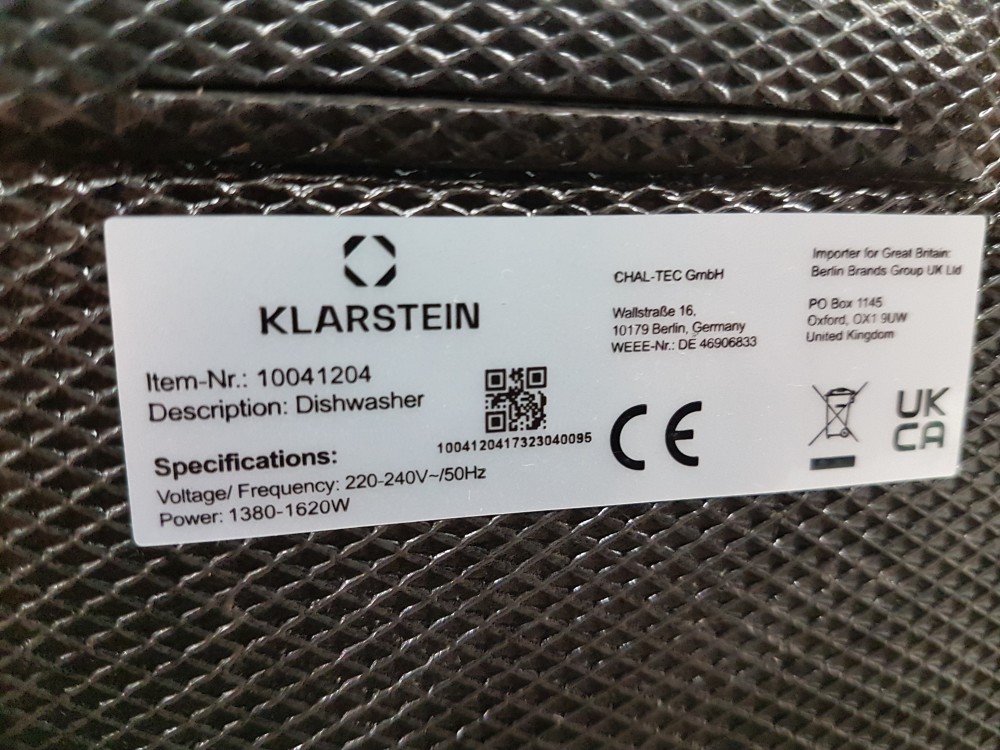 KLARSTEIN
Item-Nr.: 10041204
Description: Dishwasher
1004120417323040095
Specifications:
Voltage/ Frequency: 220-240V~/50Hz
Power: 1380-1620W
CHAL-TEC GmbH
Wallstraße 16,
10179 Berlin, Germany
WEEE-Nr.: DE 46906833
CE
Importer for Great Britain:
Berlin Brands Group UK Ltd
PO Box 1145
Oxford, OX1 9UW
United Kingdom
UK
CA